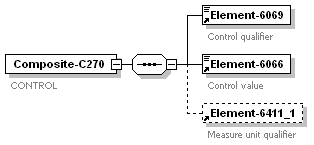 Element-6069
Control qualifier
Composite-C270
CONTROL
Element-6066
Control value
Element-6411_1
Measure unit qualifier